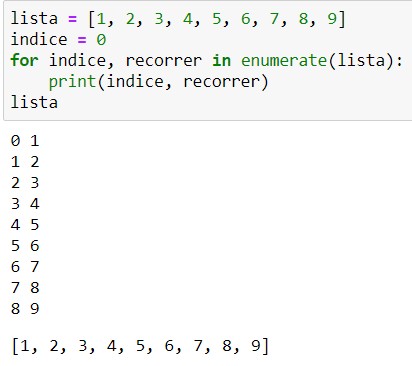 lista = [1, 2, 3, 4, 5, 6, 7, 8, 9]
indice = 0
for indice, recorrer in enumerate(lista):
    print(indice, recorrer)
lista
0 1
1 2
2 3
3 4
4 5
5 6
6 7
7 8
8 9
[1, 2, 3, 4, 5, 6, 7, 8, 9]